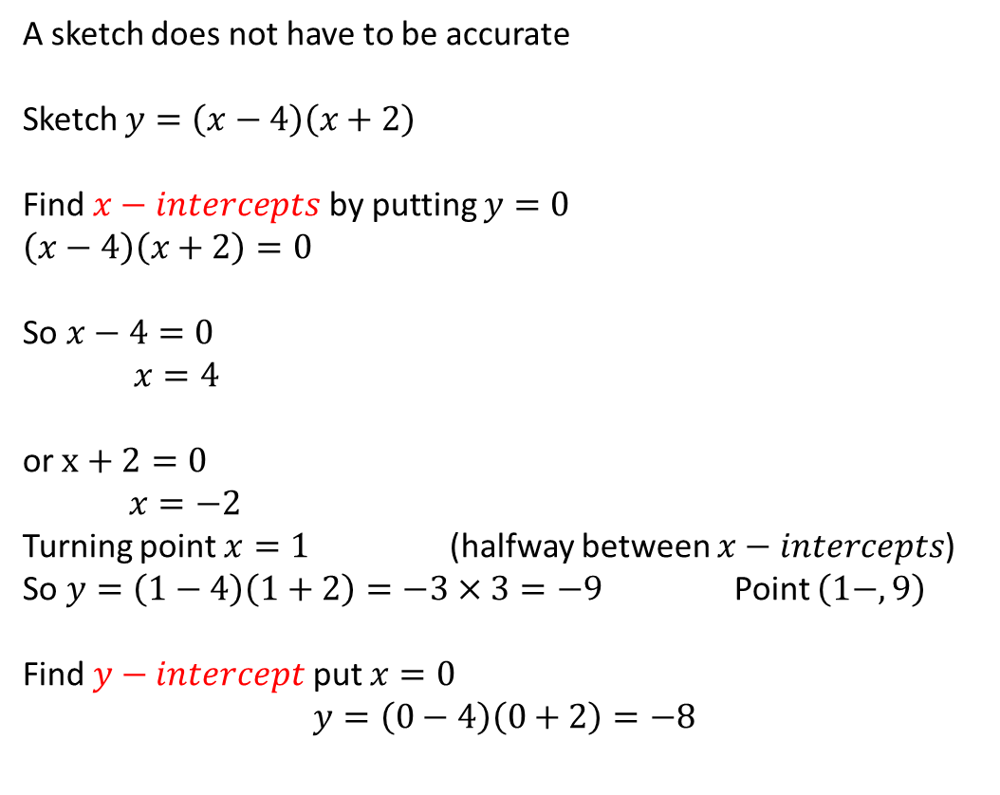 A sketch does not have to be accurate
Sketch y = (x − 4)(x + 2)
Find x − intercepts by putting y = 0
(x − 4)(x + 2) = 0
So x − 4 = 0
x = 4
or x + 2 = 0
x = −2
Turning point x = 1 (halfway between x − intercepts)
So y = (1 − 4)(1 + 2) = −3 × 3 = −9 Point (1−, 9)
Find y − intercept put x = 0
y = (0 − 4)(0 + 2) = −8